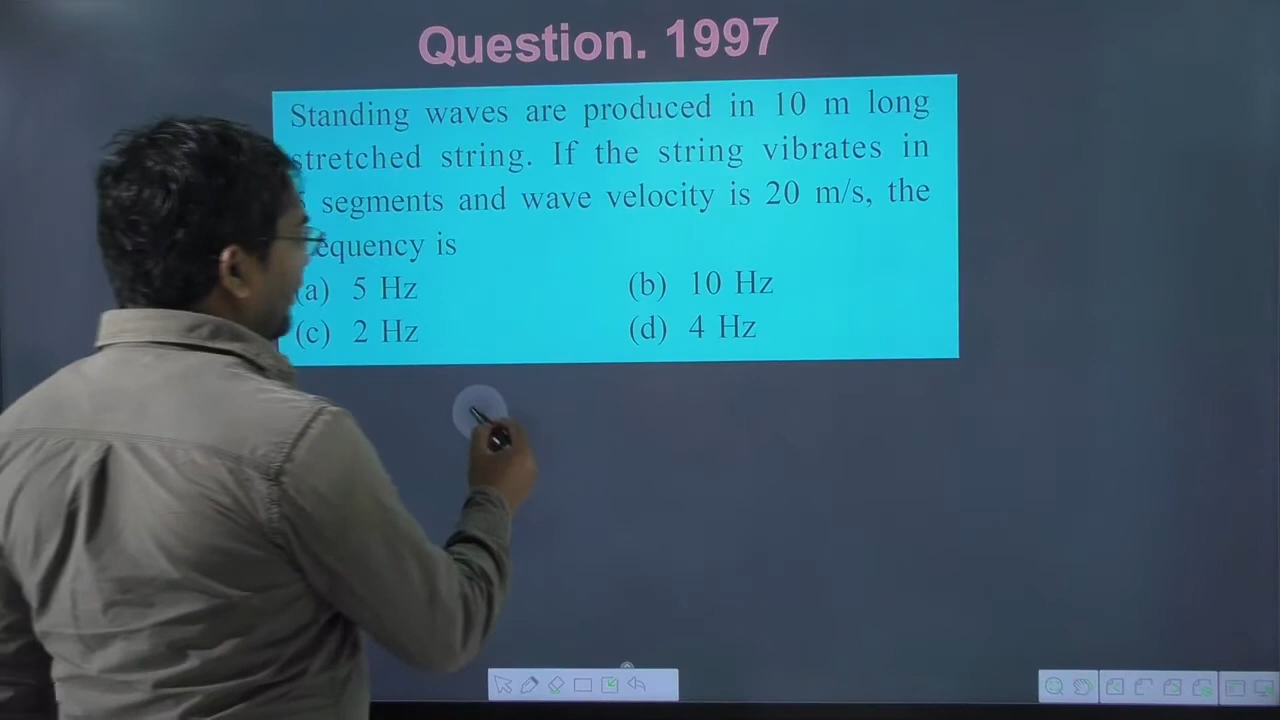 Question. 1997
Standing waves are produced in 10 m long
stretched string. If the string vibrates in
segments and wave velocity is 20 m/s, the
is
(a) 5 Hz
(b) 10 Hz
(c) 2 Hz
(d) 4 Hz